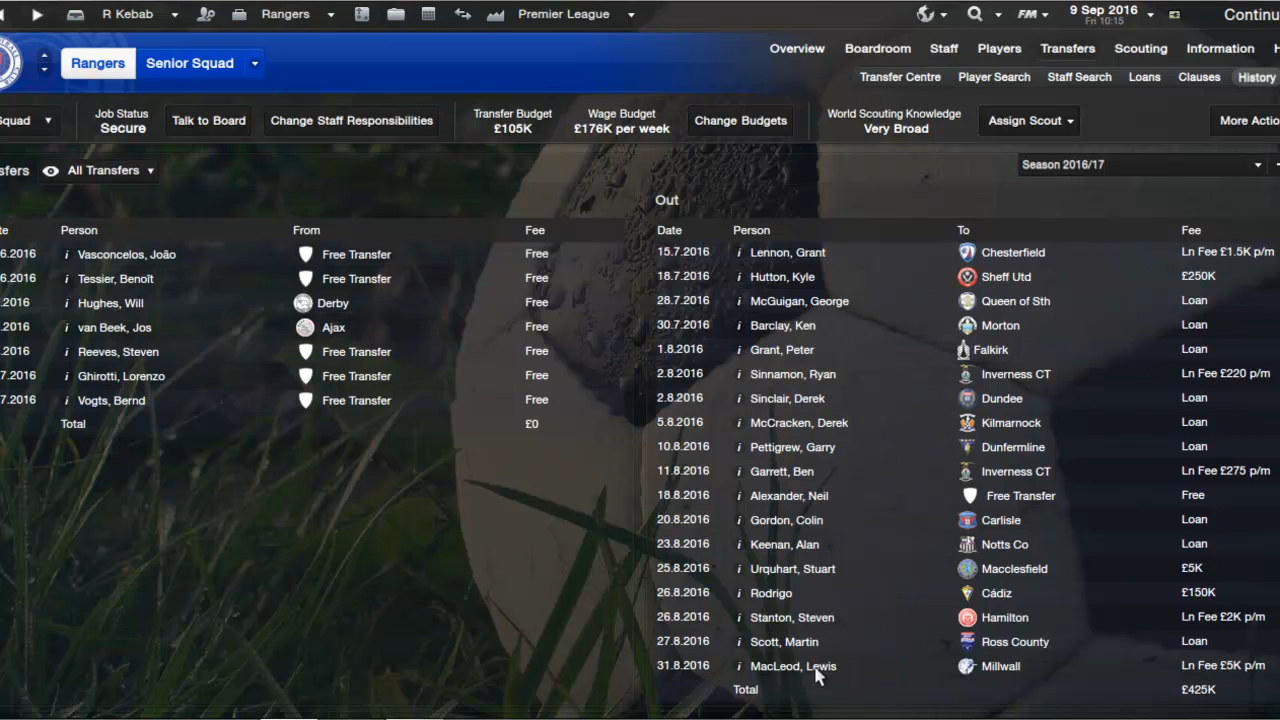 R Kebab Rangers Premier League FM 9 Sep 2016 Fri 10:15 Continu
Rangers Senior Squad Overview Boardroom Staff Players Transfers Scouting Information H
Transfer Centre Player Search Staff Search Loans Clauses History
quad Job Status Secure Talk to Board Change Staff Responsibilities Transfer Budget £105K Wage Budget £176K per week Change Budgets World Scouting Knowledge Very Broad Assign Scout More Actio
sfers All Transfers Season 2016/17
Out
te Person From Fee
6.2016 i Vasconcelos, João Free Transfer Free
6.2016 i Tessier, Benoît Free Transfer Free
.2016 i Hughes, Will Derby Free
.2016 i van Beek, Jos Ajax Free
.2016 i Reeves, Steven Free Transfer Free
7.2016 i Ghirotti, Lorenzo Free Transfer Free
7.2016 i Vogts, Bernd Free Transfer Free
Total £0
Date Person To Fee
15.7.2016 i Lennon, Grant Chesterfield Ln Fee £1.5K p/m
18.7.2016 i Hutton, Kyle Sheff Utd £250K
28.7.2016 i McGuigan, George Queen of Sth Loan
30.7.2016 i Barclay, Ken Morton Loan
1.8.2016 i Grant, Peter Falkirk Loan
2.8.2016 i Sinnamon, Ryan Inverness CT Ln Fee £220 p/m
2.8.2016 i Sinclair, Derek Dundee Loan
5.8.2016 i McCracken, Derek Kilmarnock Loan
10.8.2016 i Pettigrew, Garry Dunfermline Loan
11.8.2016 i Garrett, Ben Inverness CT Ln Fee £275 p/m
18.8.2016 i Alexander, Neil Free Transfer Free
20.8.2016 i Gordon, Colin Carlisle Loan
23.8.2016 i Keenan, Alan Notts Co Loan
25.8.2016 i Urquhart, Stuart Macclesfield £5K
26.8.2016 i Rodrigo Cádiz £150K
26.8.2016 i Stanton, Steven Hamilton Ln Fee £2K p/m
27.8.2016 i Scott, Martin Ross County Loan
31.8.2016 i MacLeod, Lewis Millwall Ln Fee £5K p/m
Total £425K